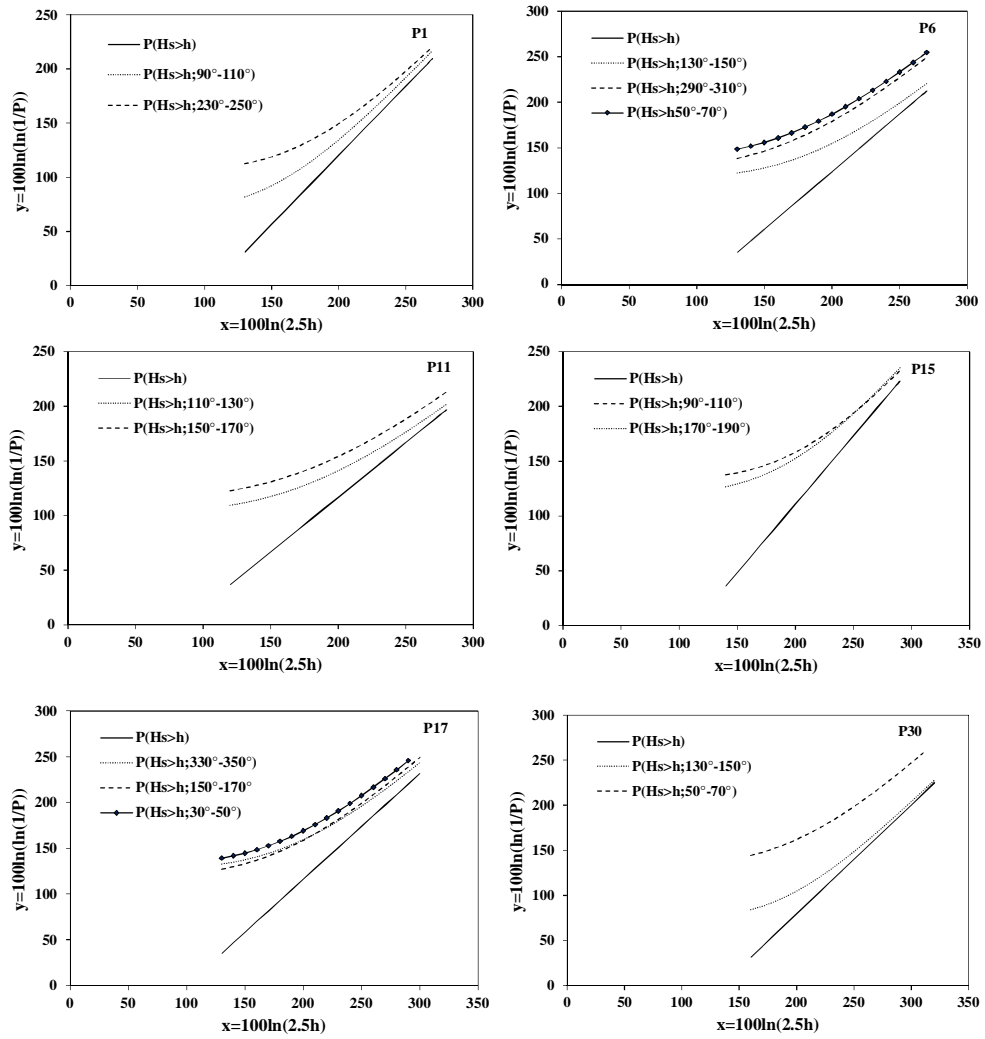 P1
P(Hs>h)
P(Hs>h;90°-110°)
P(Hs>h;230°-250°)
y=100ln(ln(1/P))
250
200
150
100
50
0
0 50 100 150 200 250 300
x=100ln(2.5h)
P6
P(Hs>h)
P(Hs>h;130°-150°)
P(Hs>h;290°-310°)
P(Hs>h50°-70°)
y=100ln(ln(1/P))
300
250
200
150
100
50
0
0 50 100 150 200 250 300
x=100ln(2.5h)
P11
P(Hs>h)
P(Hs>h;110°-130°)
P(Hs>h;150°-170°)
y=100ln(ln(1/P))
250
200
150
100
50
0
0 50 100 150 200 250 300
x=100ln(2.5h)
P15
P(Hs>h)
P(Hs>h;90°-110°)
P(Hs>h;170°-190°)
y=100ln(ln(1/P))
250
200
150
100
50
0
0 50 100 150 200 250 300 350
x=100ln(2.5h)
P17
P(Hs>h)
P(Hs>h;330°-350°)
P(Hs>h;150°-170°
P(Hs>h;30°-50°)
y=100ln(ln(1/P))
300
250
200
150
100
50
0
0 50 100 150 200 250 300 350
x=100ln(2.5h)
P30
P(Hs>h)
P(Hs>h;130°-150°)
P(Hs>h;50°-70°)
y=100ln(ln(1/P))
300
250
200
150
100
50
0
0 50 100 150 200 250 300 350
x=100ln(2.5h)